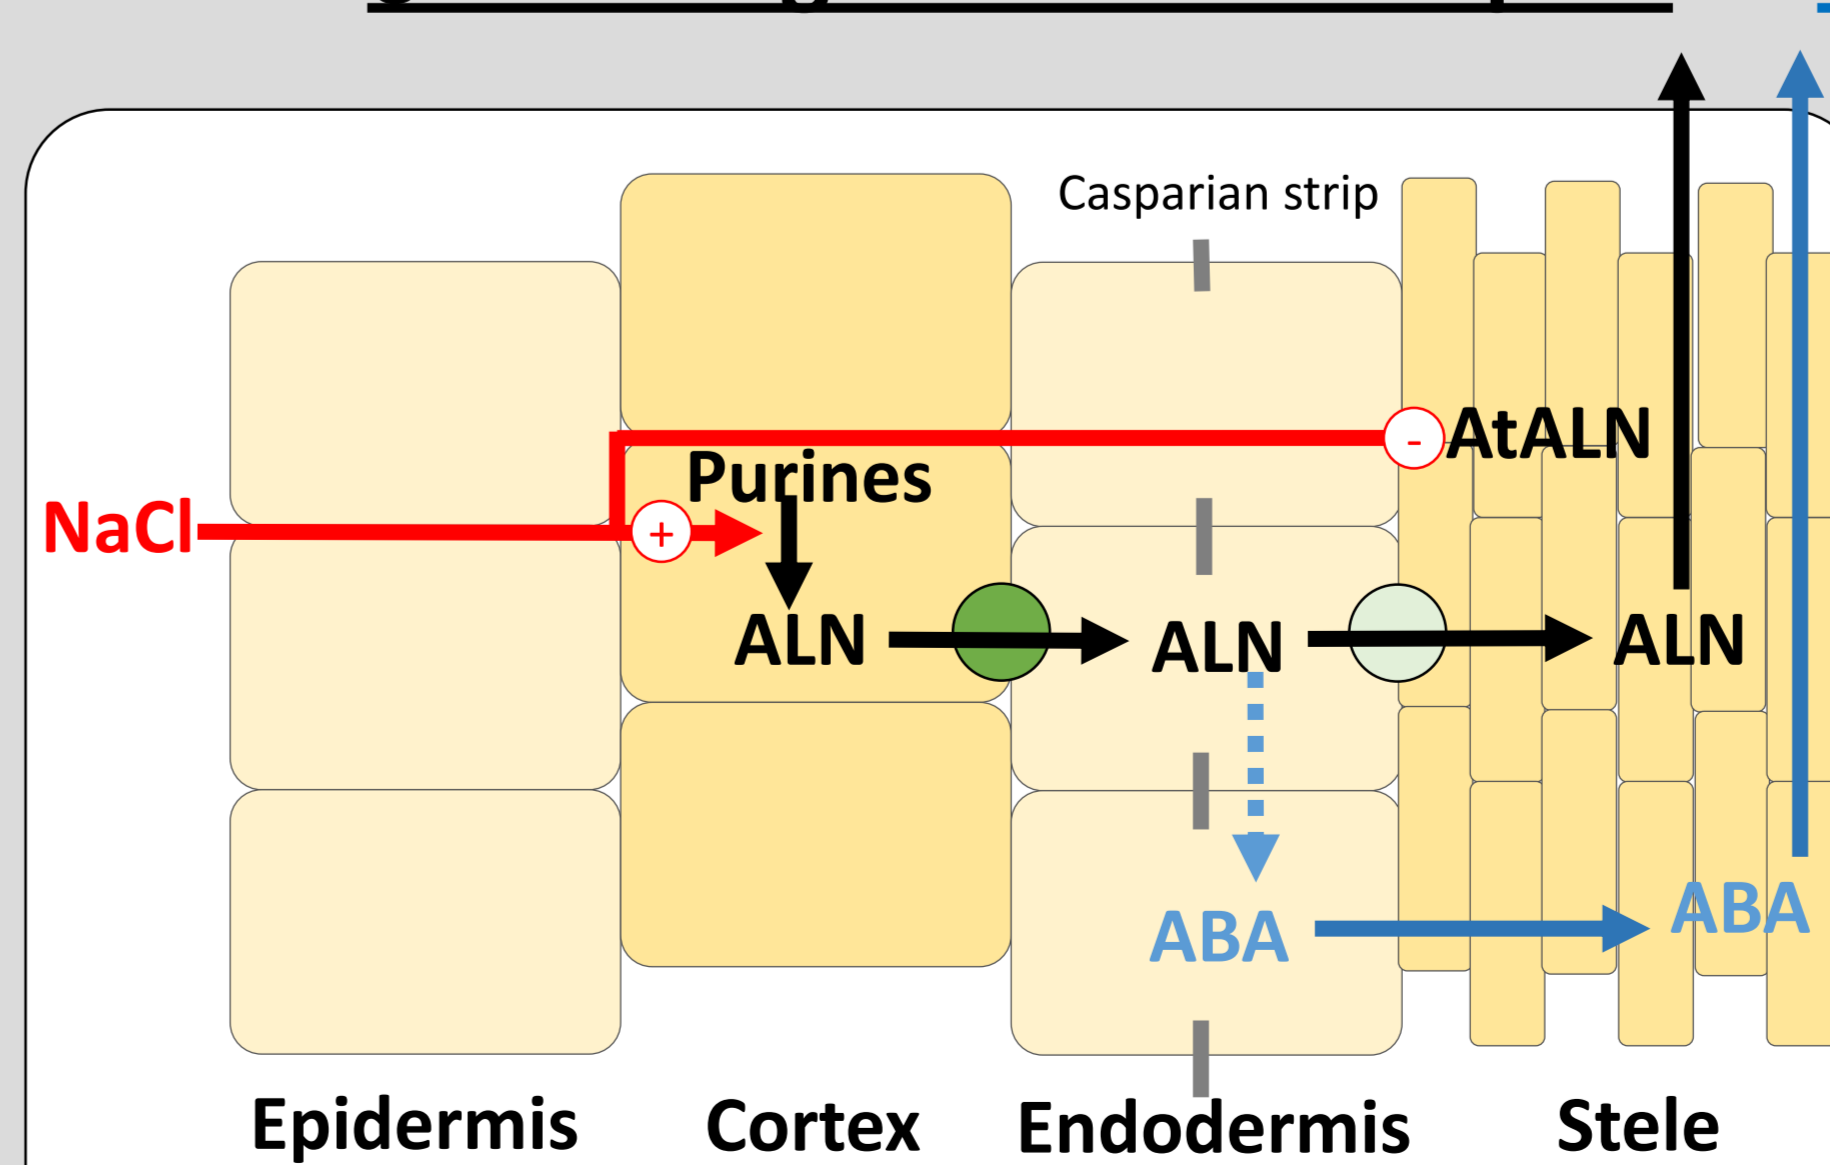 Casparian strip
- AtALN
Purines
NaCl
+
ALN
ALN
ALN
ABA
ABA
Epidermis
Cortex
Endodermis
Stele